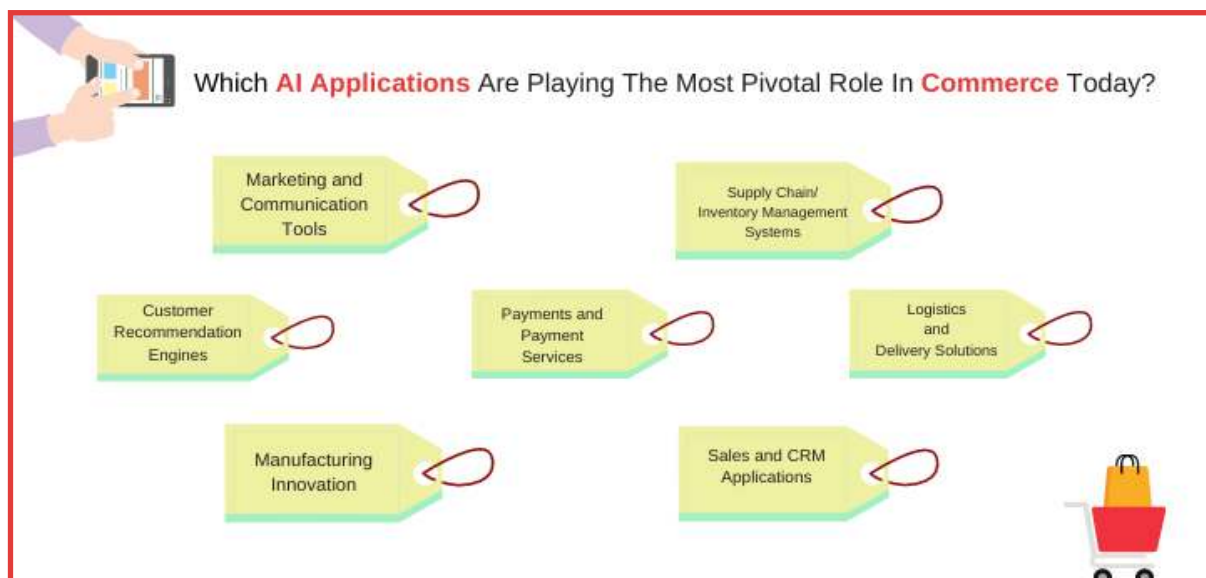 Which AI Applications Are Playing The Most Pivotal Role In Commerce Today?
Marketing and
Communication
Tools
Supply Chain/
Inventory Management
Systems
Customer
Recommendation
Engines
Payments and
Payment
Services
Logistics
and
Delivery Solutions
Manufacturing
Innovation
Sales and CRM
Applications